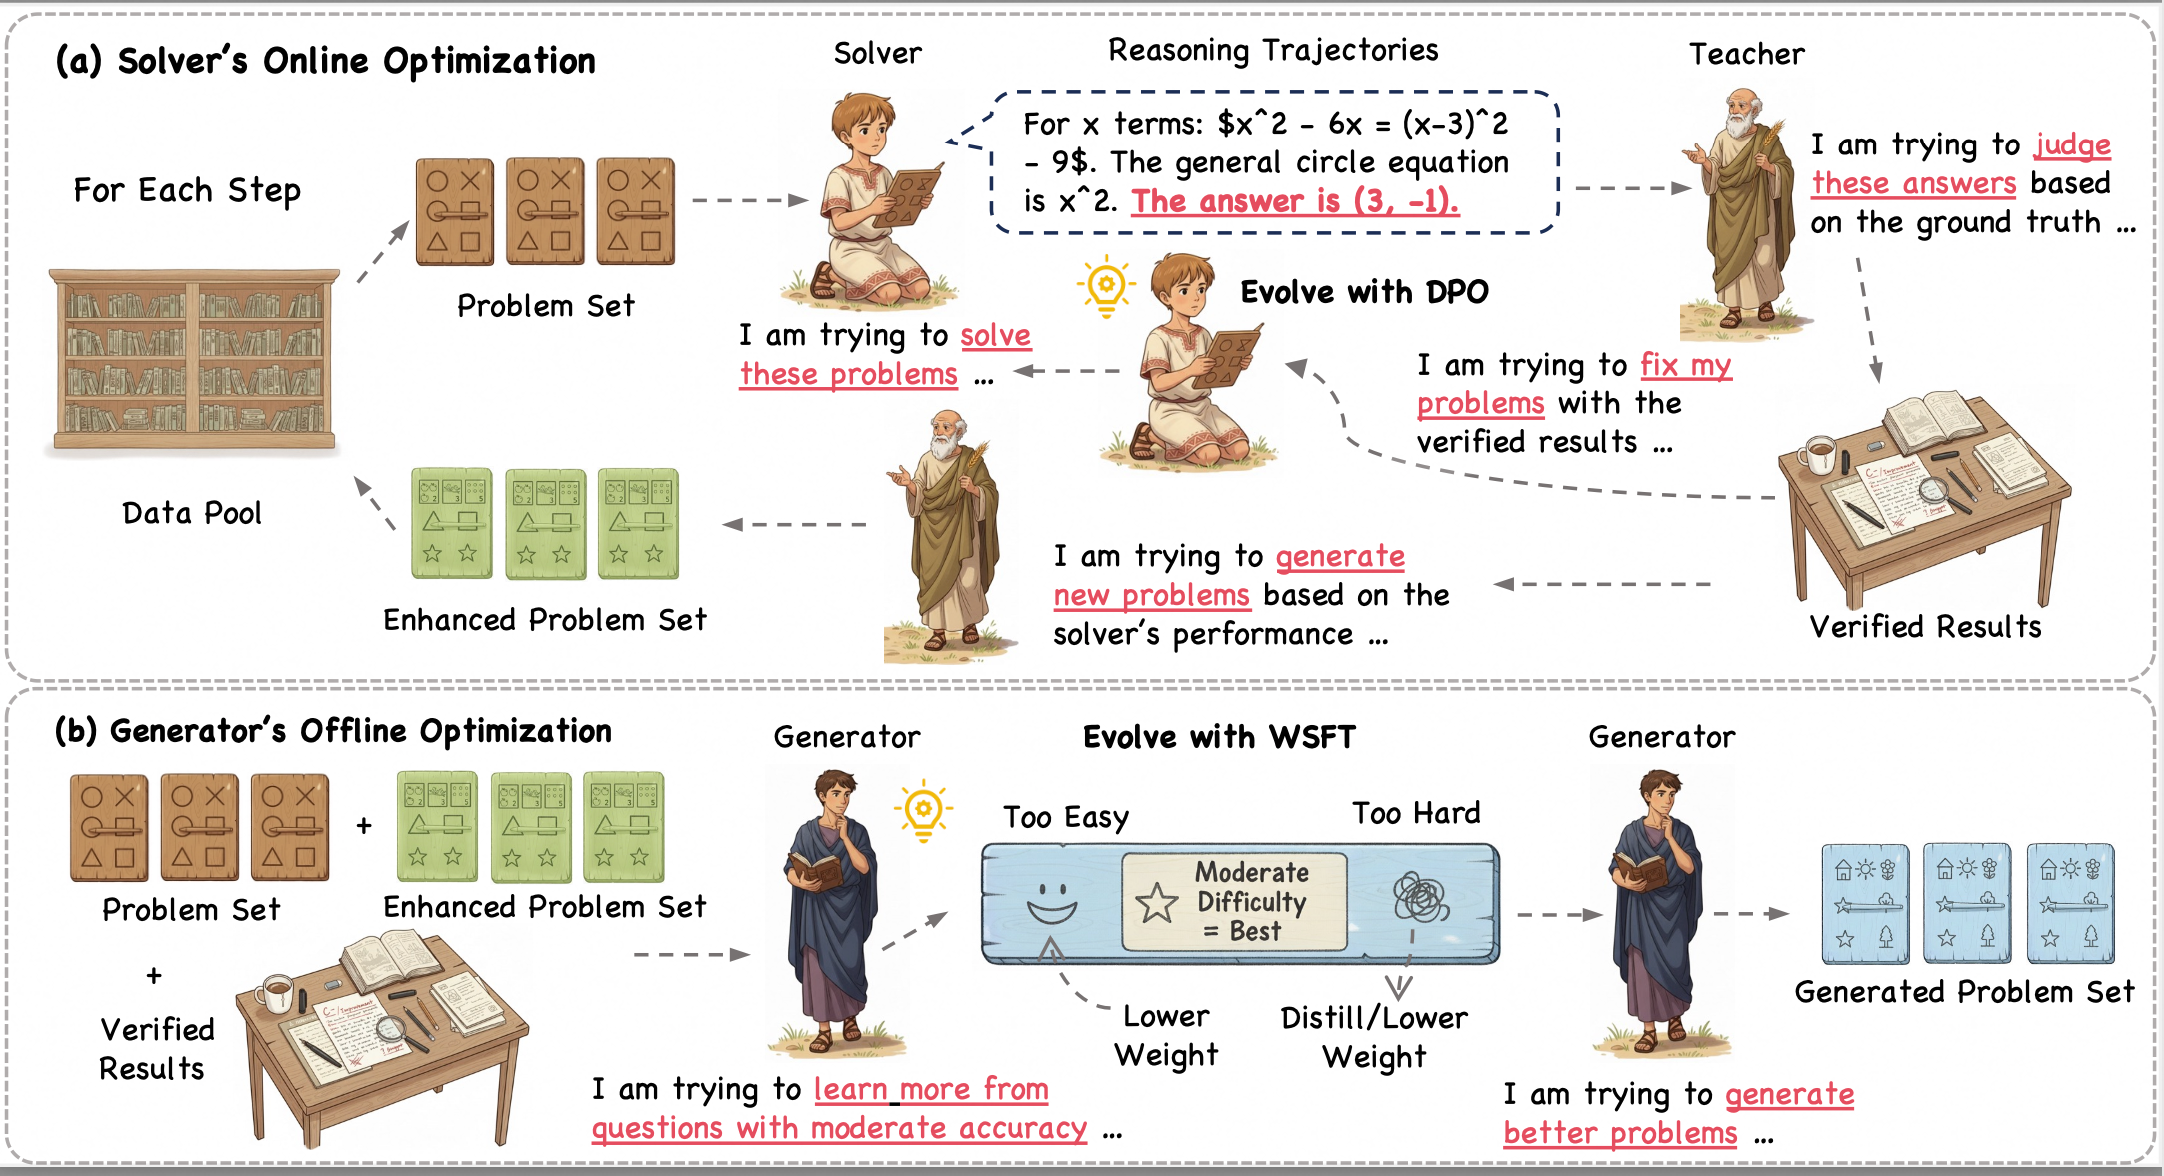 (a) Solver's Online Optimization
Solver
Reasoning Trajectories
Teacher
For Each Step
For x terms: $x^2 - 6x = (x-3)^2
- 9$. The general circle equation
is x^2. The answer is (3, -1).
I am trying to judge
these answers based
on the ground truth ...
Problem Set
I am trying to solve
these problems ...
Evolve with DPO
I am trying to fix my
problems with the
verified results ...
Data Pool
Enhanced Problem Set
I am trying to generate
new problems based on the
solver's performance ...
Verified Results
(b) Generator's Offline Optimization
Problem Set
+
Enhanced Problem Set
+
Verified
Results
Generator
I am trying to learn more from
questions with moderate accuracy ...
Evolve with WSFT
Too Easy
Too Hard
Moderate
Difficulty
= Best
Lower
Weight
Distill/Lower
Weight
Generator
I am trying to generate
better problems ...
Generated Problem Set